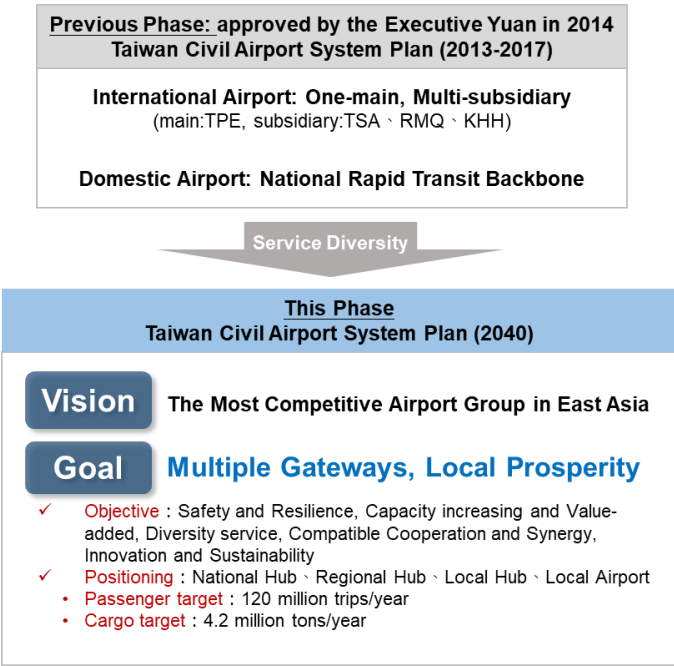 Previous Phase: approved by the Executive Yuan in 2014
Taiwan Civil Airport System Plan (2013-2017)
International Airport: One-main, Multi-subsidiary
(main:TPE, subsidiary:TSA、RMQ、KHH)
Domestic Airport: National Rapid Transit Backbone
Service Diversity
This Phase
Taiwan Civil Airport System Plan (2040)
Vision The Most Competitive Airport Group in East Asia
Goal Multiple Gateways, Local Prosperity
✓ Objective：Safety and Resilience, Capacity increasing and Value-
added, Diversity service, Compatible Cooperation and Synergy,
Innovation and Sustainability
✓ Positioning：National Hub、Regional Hub、Local Hub、Local Airport
• Passenger target：120 million trips/year
• Cargo target：4.2 million tons/year